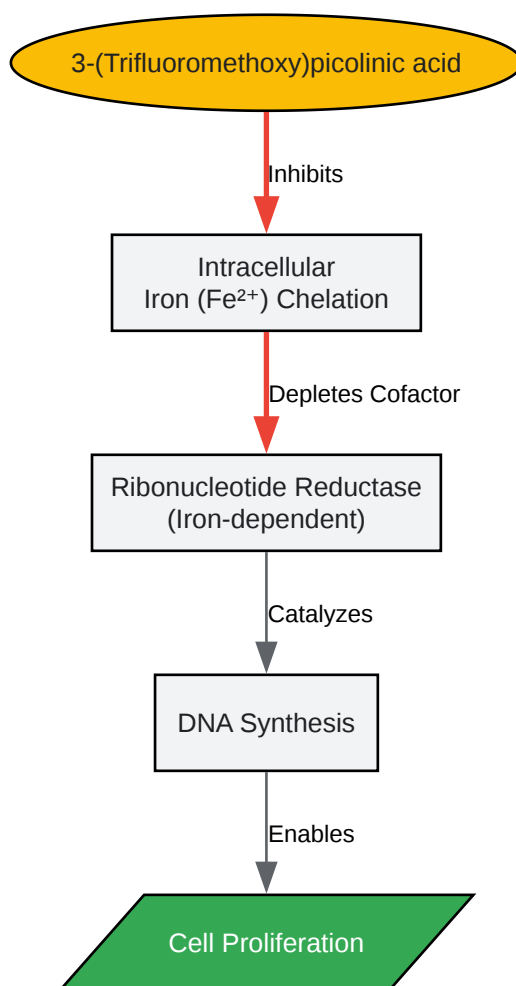 3-(Trifluoromethoxy)picolinic acid
Inhibits
Intracellular
Iron (Fe²⁺) Chelation
Depletes Cofactor
Ribonucleotide Reductase
(Iron-dependent)
Catalyzes
DNA Synthesis
Enables
Cell Proliferation